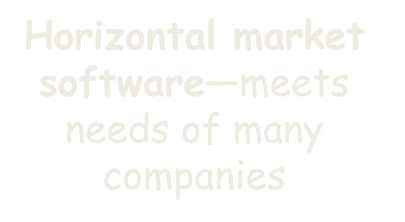 Horizontal market
software—meets
needs of many
companies